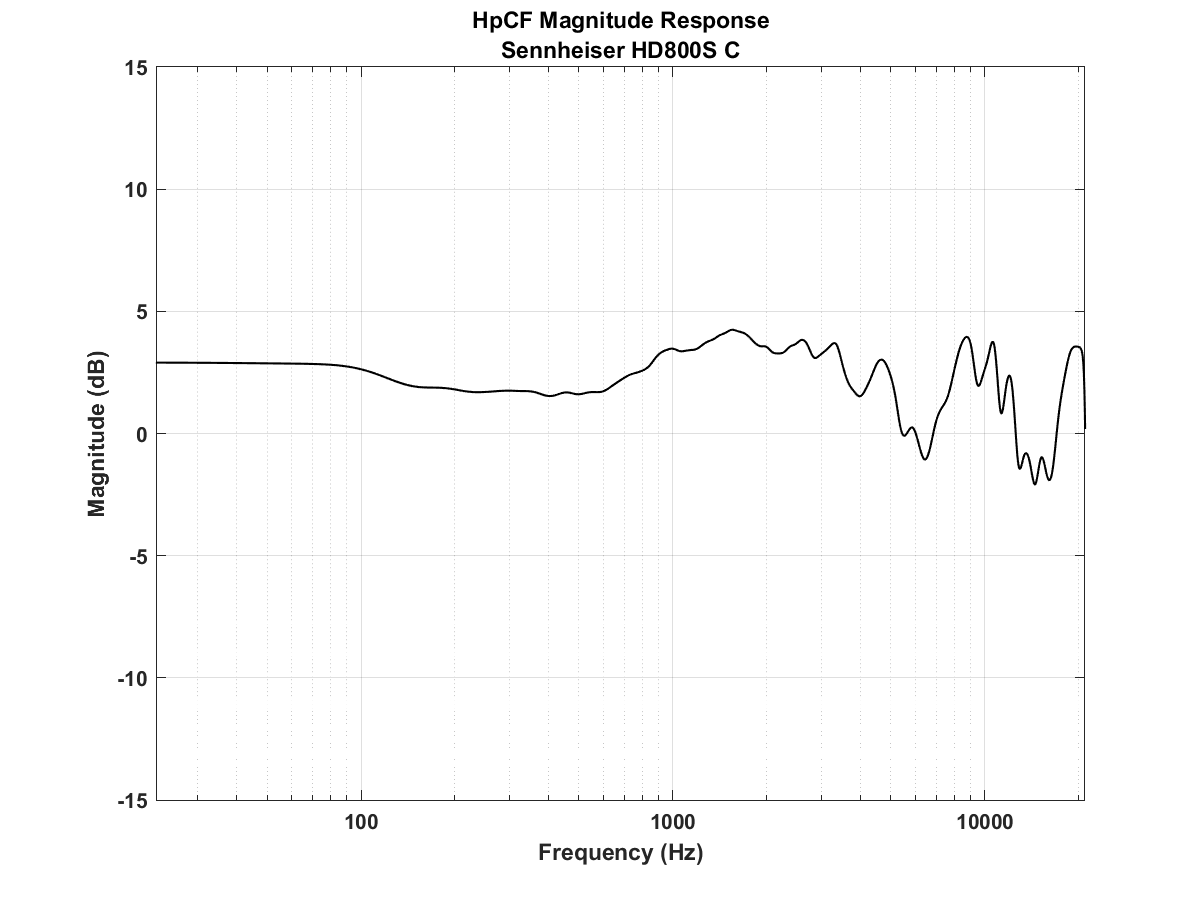 HpCF Magnitude Response
Sennheiser HD800S C
15
10
5
0
-5
-10
-15
Magnitude (dB)
100
1000
10000
Frequency (Hz)